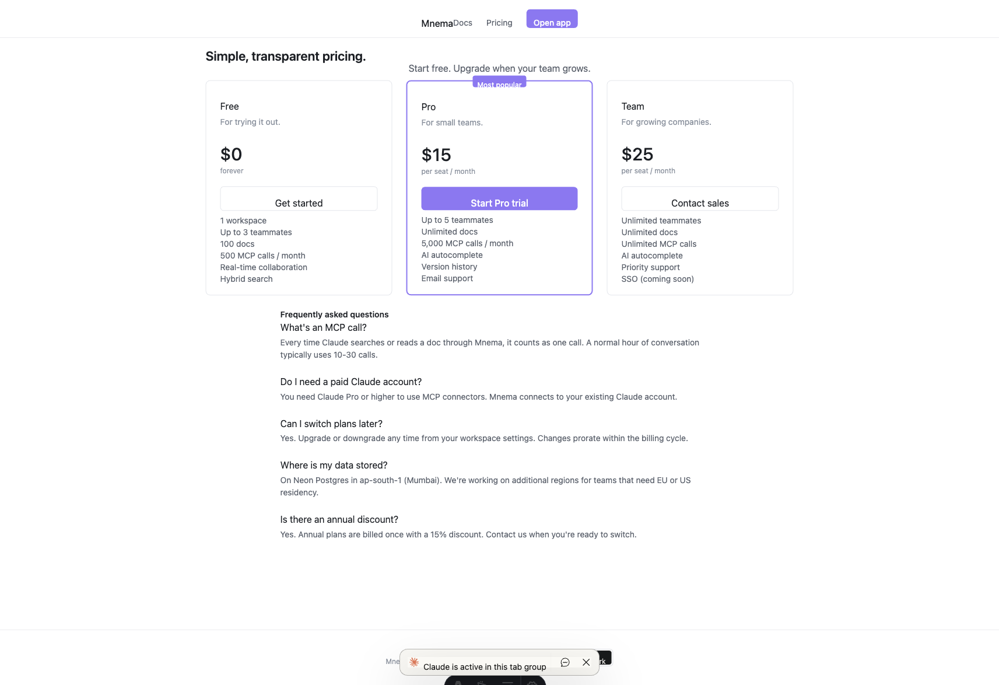 Mnema Docs Pricing Open app
Simple, transparent pricing.
Start free. Upgrade when your team grows.
Free
For trying it out.
$0
forever
Get started
1 workspace
Up to 3 teammates
100 docs
500 MCP calls / month
Real-time collaboration
Hybrid search
Most popular
Pro
For small teams.
$15
per seat / month
Start Pro trial
Up to 5 teammates
Unlimited docs
5,000 MCP calls / month
AI autocomplete
Version history
Email support
Team
For growing companies.
$25
per seat / month
Contact sales
Unlimited teammates
Unlimited docs
Unlimited MCP calls
AI autocomplete
Priority support
SSO (coming soon)
Frequently asked questions
What's an MCP call?
Every time Claude searches or reads a doc through Mnema, it counts as one call. A normal hour of conversation
typically uses 10-30 calls.
Do I need a paid Claude account?
You need Claude Pro or higher to use MCP connectors. Mnema connects to your existing Claude account.
Can I switch plans later?
Yes. Upgrade or downgrade any time from your workspace settings. Changes prorate within the billing cycle.
Where is my data stored?
On Neon Postgres in ap-south-1 (Mumbai). We're working on additional regions for teams that need EU or US
residency.
Is there an annual discount?
Yes. Annual plans are billed once with a 15% discount. Contact us when you're ready to switch.
Claude is active in this tab group